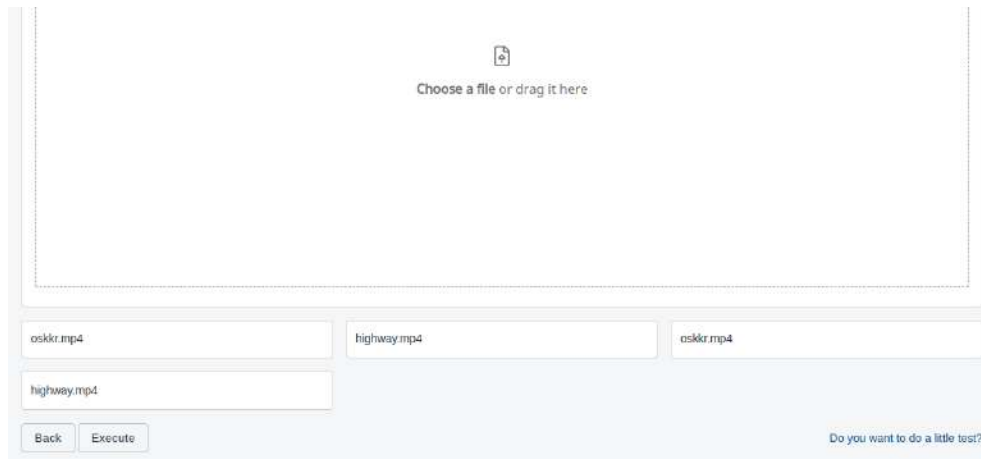 Choose a file or drag it here
oskkr.mp4 highway.mp4 oskkr.mp4
highway.mp4
Back Execute Do you want to do a little test?